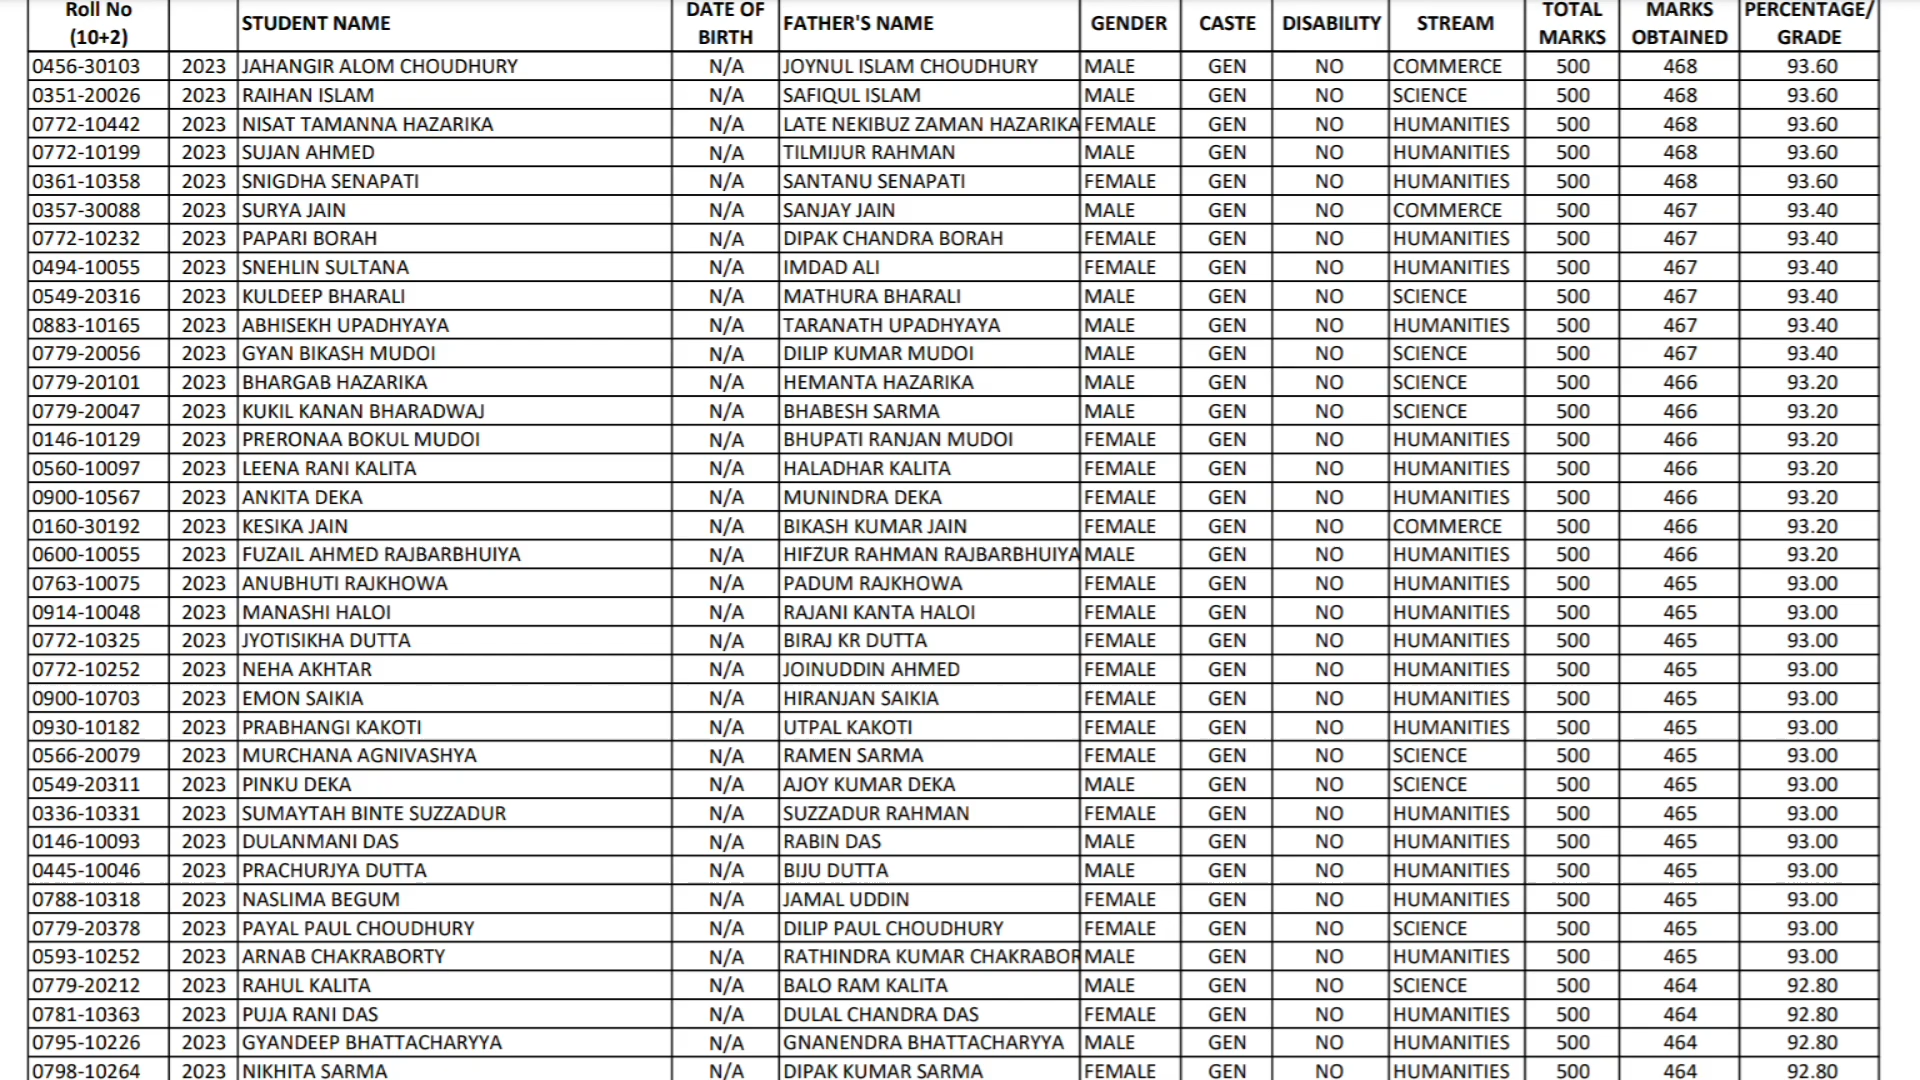 Roll No (10+2) STUDENT NAME DATE OF BIRTH FATHER'S NAME GENDER CASTE DISABILITY STREAM TOTAL MARKS MARKS OBTAINED PERCENTAGE/ GRADE
0456-30103 2023 JAHANGIR ALOM CHOUDHURY N/A JOYNUL ISLAM CHOUDHURY MALE GEN NO COMMERCE 500 468 93.60
0351-20026 2023 RAIHAN ISLAM N/A SAFIQUL ISLAM MALE GEN NO SCIENCE 500 468 93.60
0772-10442 2023 NISAT TAMANNA HAZARIKA N/A LATE NEKIBUZ ZAMAN HAZARIKA FEMALE GEN NO HUMANITIES 500 468 93.60
0772-10199 2023 SUJAN AHMED N/A TILMIJUR RAHMAN MALE GEN NO HUMANITIES 500 468 93.60
0361-10358 2023 SNIGDHA SENAPATI N/A SANTANU SENAPATI FEMALE GEN NO HUMANITIES 500 468 93.60
0357-30088 2023 SURYA JAIN N/A SANJAY JAIN MALE GEN NO COMMERCE 500 467 93.40
0772-10232 2023 PAPARI BORAH N/A DIPAK CHANDRA BORAH FEMALE GEN NO HUMANITIES 500 467 93.40
0494-10055 2023 SNEHLIN SULTANA N/A IMDAD ALI FEMALE GEN NO HUMANITIES 500 467 93.40
0549-20316 2023 KULDEEP BHARALI N/A MATHURA BHARALI MALE GEN NO SCIENCE 500 467 93.40
0883-10165 2023 ABHISEKH UPADHYAYA N/A TARANATH UPADHYAYA MALE GEN NO HUMANITIES 500 467 93.40
0779-20056 2023 GYAN BIKASH MUDOI N/A DILIP KUMAR MUDOI MALE GEN NO SCIENCE 500 467 93.40
0779-20101 2023 BHARGAB HAZARIKA N/A HEMANTA HAZARIKA MALE GEN NO SCIENCE 500 466 93.20
0779-20047 2023 KUKIL KANAN BHARADWAJ N/A BHABESH SARMA MALE GEN NO SCIENCE 500 466 93.20
0146-10129 2023 PRERONAA BOKUL MUDOI N/A BHUPATI RANJAN MUDOI FEMALE GEN NO HUMANITIES 500 466 93.20
0560-10097 2023 LEENA RANI KALITA N/A HALADHAR KALITA FEMALE GEN NO HUMANITIES 500 466 93.20
0900-10567 2023 ANKITA DEKA N/A MUNINDRA DEKA FEMALE GEN NO HUMANITIES 500 466 93.20
0160-30192 2023 KESIKA JAIN N/A BIKASH KUMAR JAIN FEMALE GEN NO COMMERCE 500 466 93.20
0600-10055 2023 FUZAIL AHMED RAJBARBHUIYA N/A HIFZUR RAHMAN RAJBARBHUIYA MALE GEN NO HUMANITIES 500 466 93.20
0763-10075 2023 ANUBHUTI RAJKHOWA N/A PADUM RAJKHOWA FEMALE GEN NO HUMANITIES 500 465 93.00
0914-10048 2023 MANASHI HALOI N/A RAJANI KANTA HALOI FEMALE GEN NO HUMANITIES 500 465 93.00
0772-10325 2023 JYOTISIKHA DUTTA N/A BIRAJ KR DUTTA FEMALE GEN NO HUMANITIES 500 465 93.00
0772-10252 2023 NEHA AKHTAR N/A JOINUDDIN AHMED FEMALE GEN NO HUMANITIES 500 465 93.00
0900-10703 2023 EMON SAIKIA N/A HIRANJAN SAIKIA FEMALE GEN NO HUMANITIES 500 465 93.00
0930-10182 2023 PRABHANGI KAKOTI N/A UTPAL KAKOTI FEMALE GEN NO HUMANITIES 500 465 93.00
0566-20079 2023 MURCHANA AGNIVASHYA N/A RAMEN SARMA FEMALE GEN NO SCIENCE 500 465 93.00
0549-20311 2023 PINKU DEKA N/A AJOY KUMAR DEKA MALE GEN NO SCIENCE 500 465 93.00
0336-10331 2023 SUMAYTAH BINTE SUZZADUR N/A SUZZADUR RAHMAN FEMALE GEN NO HUMANITIES 500 465 93.00
0146-10093 2023 DULANMANI DAS N/A RABIN DAS MALE GEN NO HUMANITIES 500 465 93.00
0445-10046 2023 PRACHURJYA DUTTA N/A BIJU DUTTA MALE GEN NO HUMANITIES 500 465 93.00
0788-10318 2023 NASLIMA BEGUM N/A JAMAL UDDIN FEMALE GEN NO HUMANITIES 500 465 93.00
0779-20378 2023 PAYAL PAUL CHOUDHURY N/A DILIP PAUL CHOUDHURY FEMALE GEN NO SCIENCE 500 465 93.00
0593-10252 2023 ARNAB CHAKRABORTY N/A RATHINDRA KUMAR CHAKRABOR MALE GEN NO HUMANITIES 500 465 93.00
0779-20212 2023 RAHUL KALITA N/A BALO RAM KALITA MALE GEN NO SCIENCE 500 464 92.80
0781-10363 2023 PUJA RANI DAS N/A DULAL CHANDRA DAS FEMALE GEN NO HUMANITIES 500 464 92.80
0795-10226 2023 GYANDEEP BHATTACHARYYA N/A GNANENDRA BHATTACHARYYA MALE GEN NO HUMANITIES 500 464 92.80
0798-10264 2023 NIKHITA SARMA N/A DIPAK KUMAR SARMA FEMALE GEN NO HUMANITIES 500 464 92.80